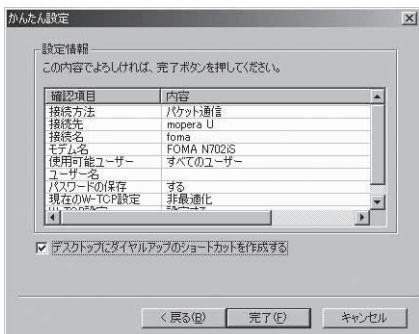 かんたん設定
設定情報
この内容でよろしければ、完了ボタンを押してください。
確認項目 内容
接続方法 パケット通信
接続先 mopera U
接続名 foma
モデム名 FOMA N702iS
使用可能ユーザー すべてのユーザー
ユーザー名
パスワードの保存 する
現在のW-TCP設定 非最適化
デスクトップにダイヤルアップのショートカットを作成する
< 戻る(B) 完了(F) キャンセル